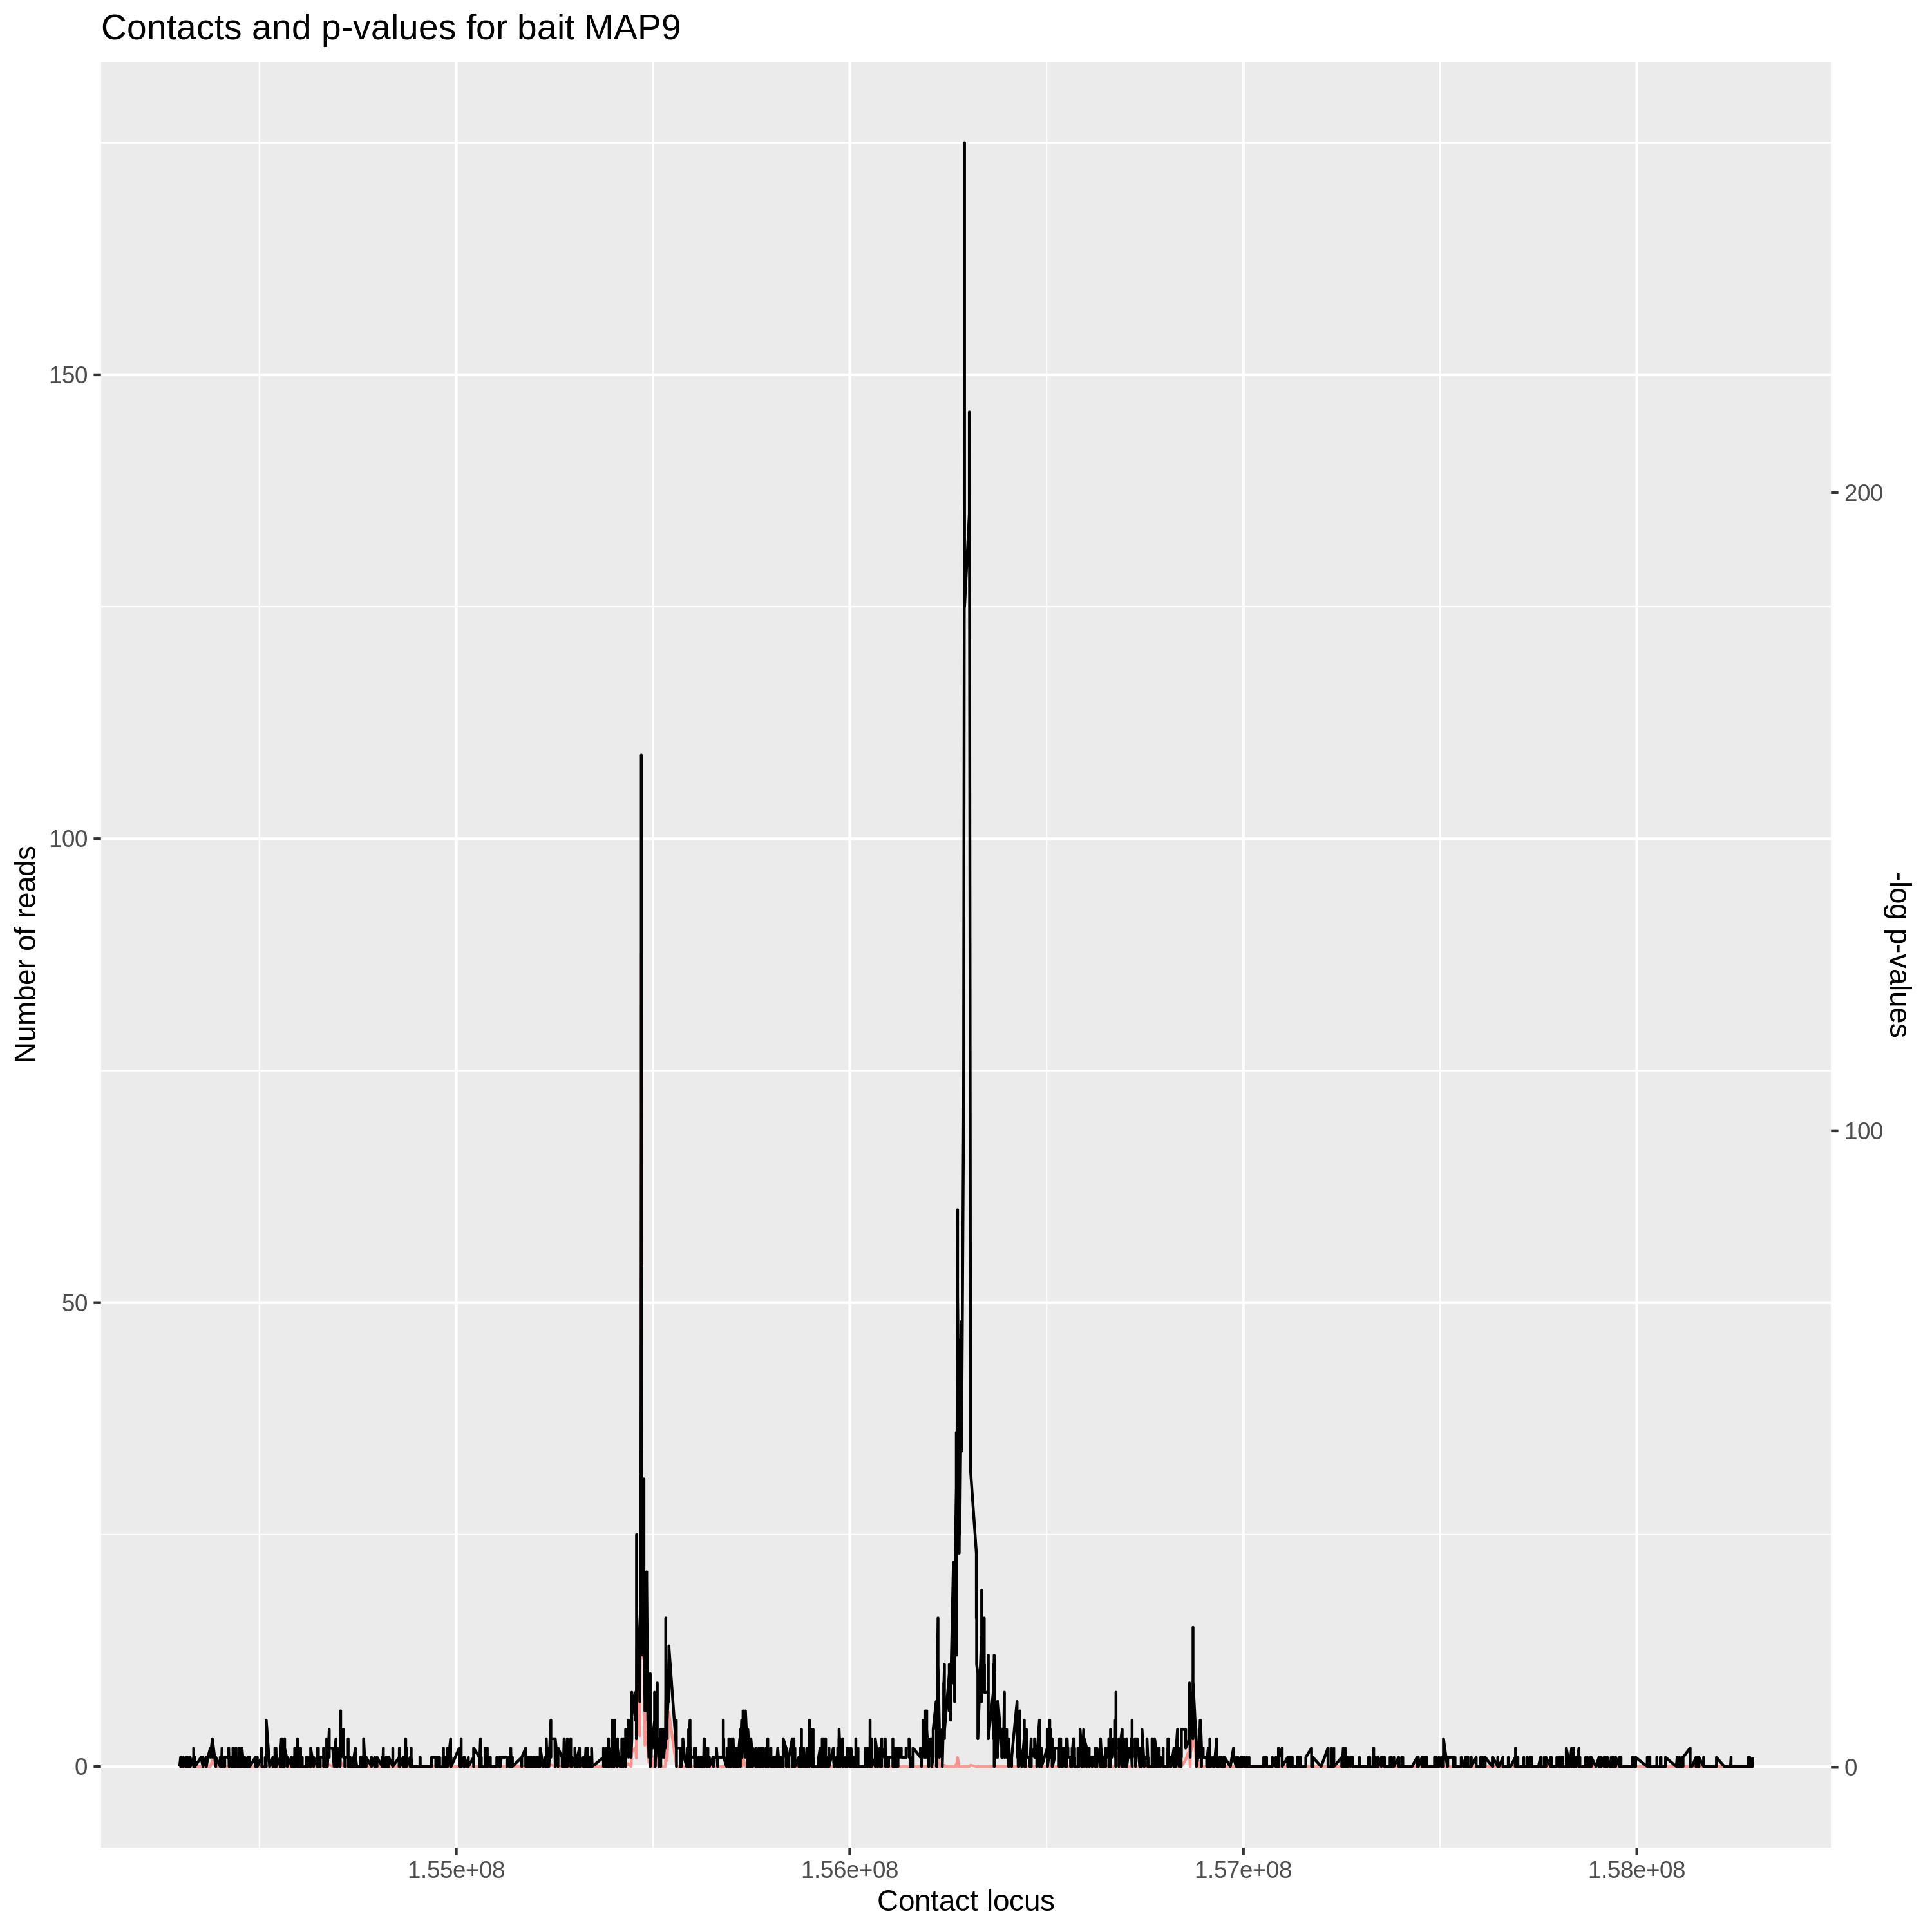 Contacts and p-values for bait MAP9
150
100
50
0
Number of reads
200
100
0
-log p-values
1.55e+08 1.56e+08 1.57e+08 1.58e+08
Contact locus